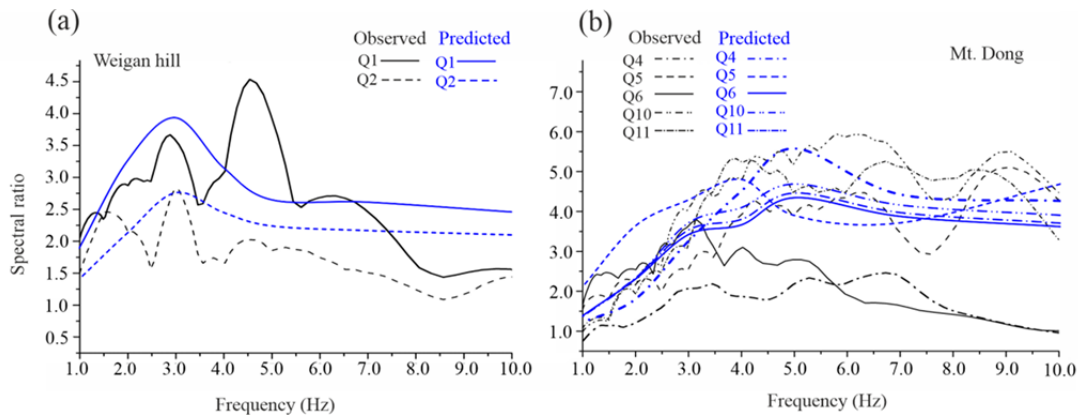 (a)
Weigan hill
Observed Predicted
Q1 Q1
Q2 Q2
4.5
4.0
3.5
3.0
2.5
2.0
1.5
1.0
0.5
Spectral ratio
1.0 2.0 3.0 4.0 5.0 6.0 7.0 8.0 9.0 10.0
Frequency (Hz)
(b)
Observed Predicted
Mt. Dong
Q4 Q4
Q5 Q5
Q6 Q6
Q10 Q10
Q11 Q11
7.0
6.0
5.0
4.0
3.0
2.0
1.0
1.0 2.0 3.0 4.0 5.0 6.0 7.0 8.0 9.0 10.0
Frequency (Hz)